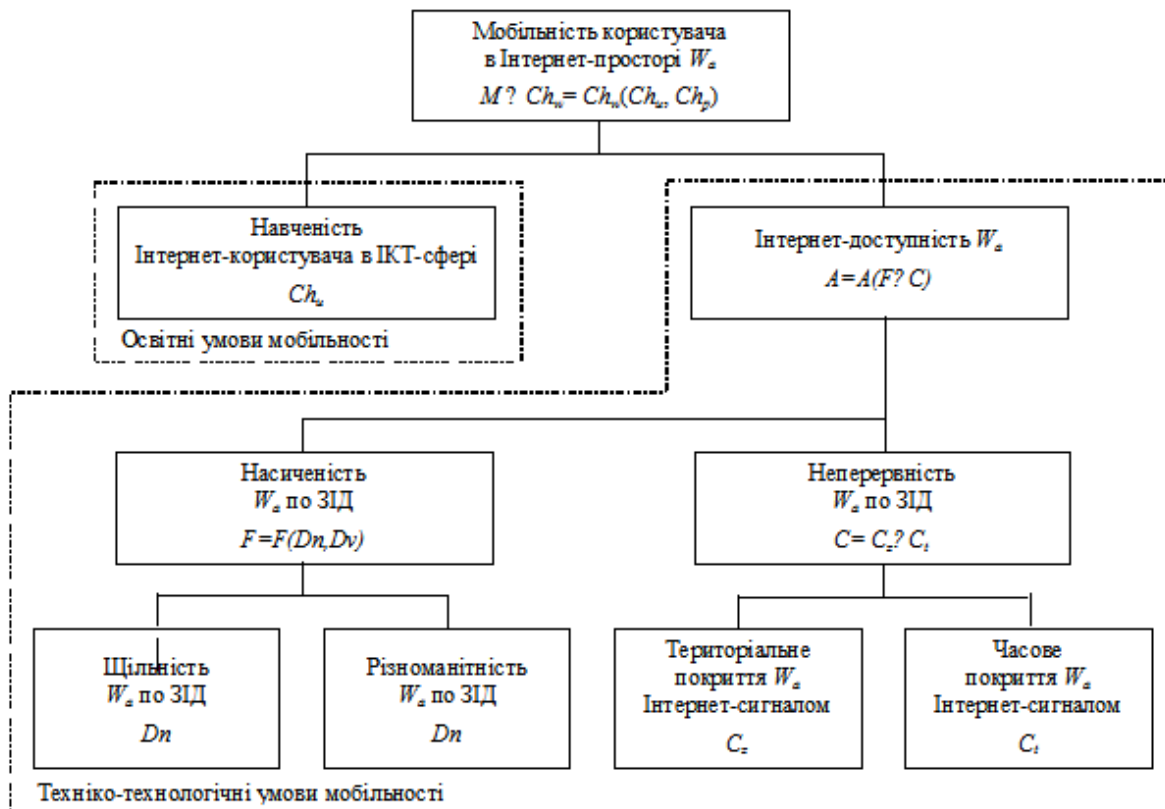 Мобільність користувача
в Інтернет-просторі Wa
M ? Chn= Chn(Chu, Chp)
Навченість
Інтернет-користувача в ІКТ-сфері
Chu
Освітні умови мобільності
Інтернет-доступність Wa
A=A(F? C)
Насиченість
Wa по ЗІД
F=F(Dn,Dv)
Неперервність
Wa по ЗІД
C= Cz? Ct
Щільність
Wa по ЗІД
Dn
Різноманітність
Wa по ЗІД
Dn
Територіальне
покриття Wa
Інтернет-сигналом
Cz
Часове
покриття Wa
Інтернет-сигналом
Ct
Техніко-технологічні умови мобільності